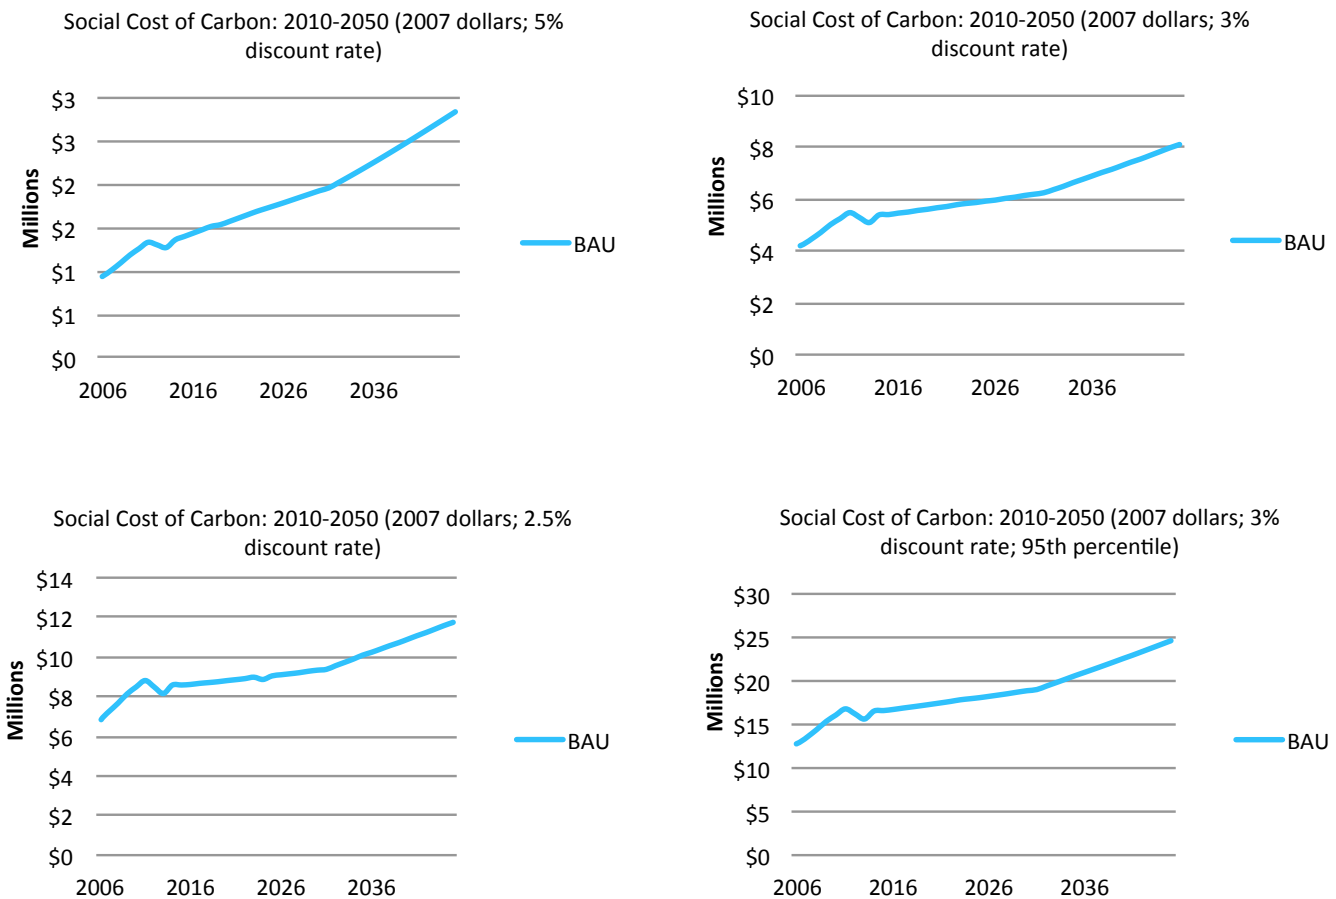 Social Cost of Carbon: 2010-2050 (2007 dollars; 5%
discount rate)
$3
$3
$2
$2
$1
$1
$0
Millions
BAU
2006 2016 2026 2036
Social Cost of Carbon: 2010-2050 (2007 dollars; 3%
discount rate)
$10
$8
$6
$4
$2
$0
Millions
BAU
2006 2016 2026 2036
Social Cost of Carbon: 2010-2050 (2007 dollars; 2.5%
discount rate)
$14
$12
$10
$8
$6
$4
$2
$0
Millions
BAU
2006 2016 2026 2036
Social Cost of Carbon: 2010-2050 (2007 dollars; 3%
discount rate; 95th percentile)
$30
$25
$20
$15
$10
$5
$0
Millions
BAU
2006 2016 2026 2036